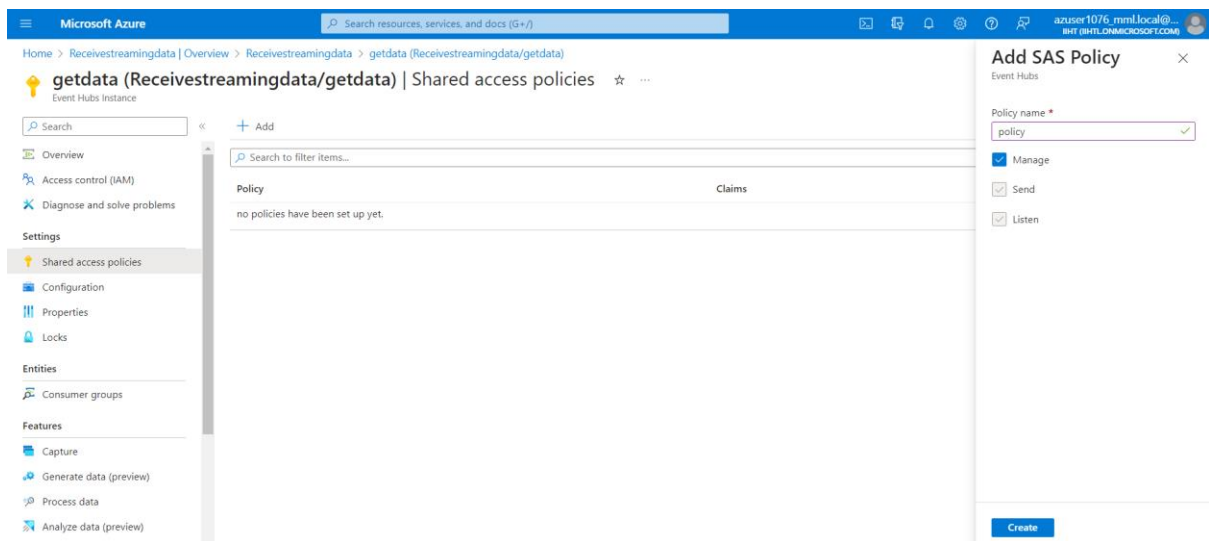 Microsoft Azure
Search resources, services, and docs (G+/)
azuser1076_mml.local@...
IIHT (IIHTL.ONMICROSOFT.COM)
Home > Receivestreamingdata | Overview > Receivestreamingdata > getdata (Receivestreamingdata/getdata)
getdata (Receivestreamingdata/getdata) | Shared access policies ...
Event Hubs Instance
Search
Overview
Access control (IAM)
Diagnose and solve problems
Settings
Shared access policies
Configuration
Properties
Locks
Entities
Consumer groups
Features
Capture
Generate data (preview)
Process data
Analyze data (preview)
+ Add
Search to filter items...
Policy Claims
no policies have been set up yet.
Add SAS Policy
Event Hubs
Policy name *
policy
Manage
Send
Listen
Create